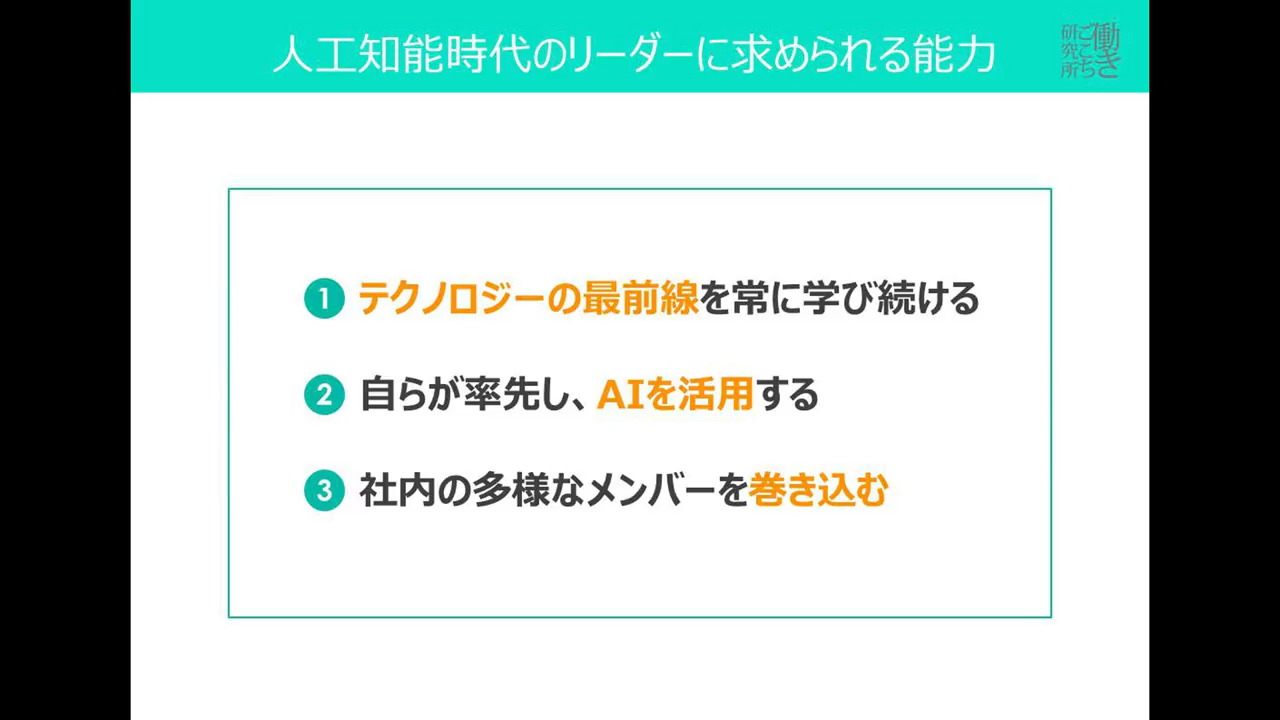 人工知能時代のリーダーに求められる能力
働き
ごこち
研究所
1 テクノロジーの最前線を常に学び続ける
2 自らが率先し、AIを活用する
3 社内の多様なメンバーを巻き込む